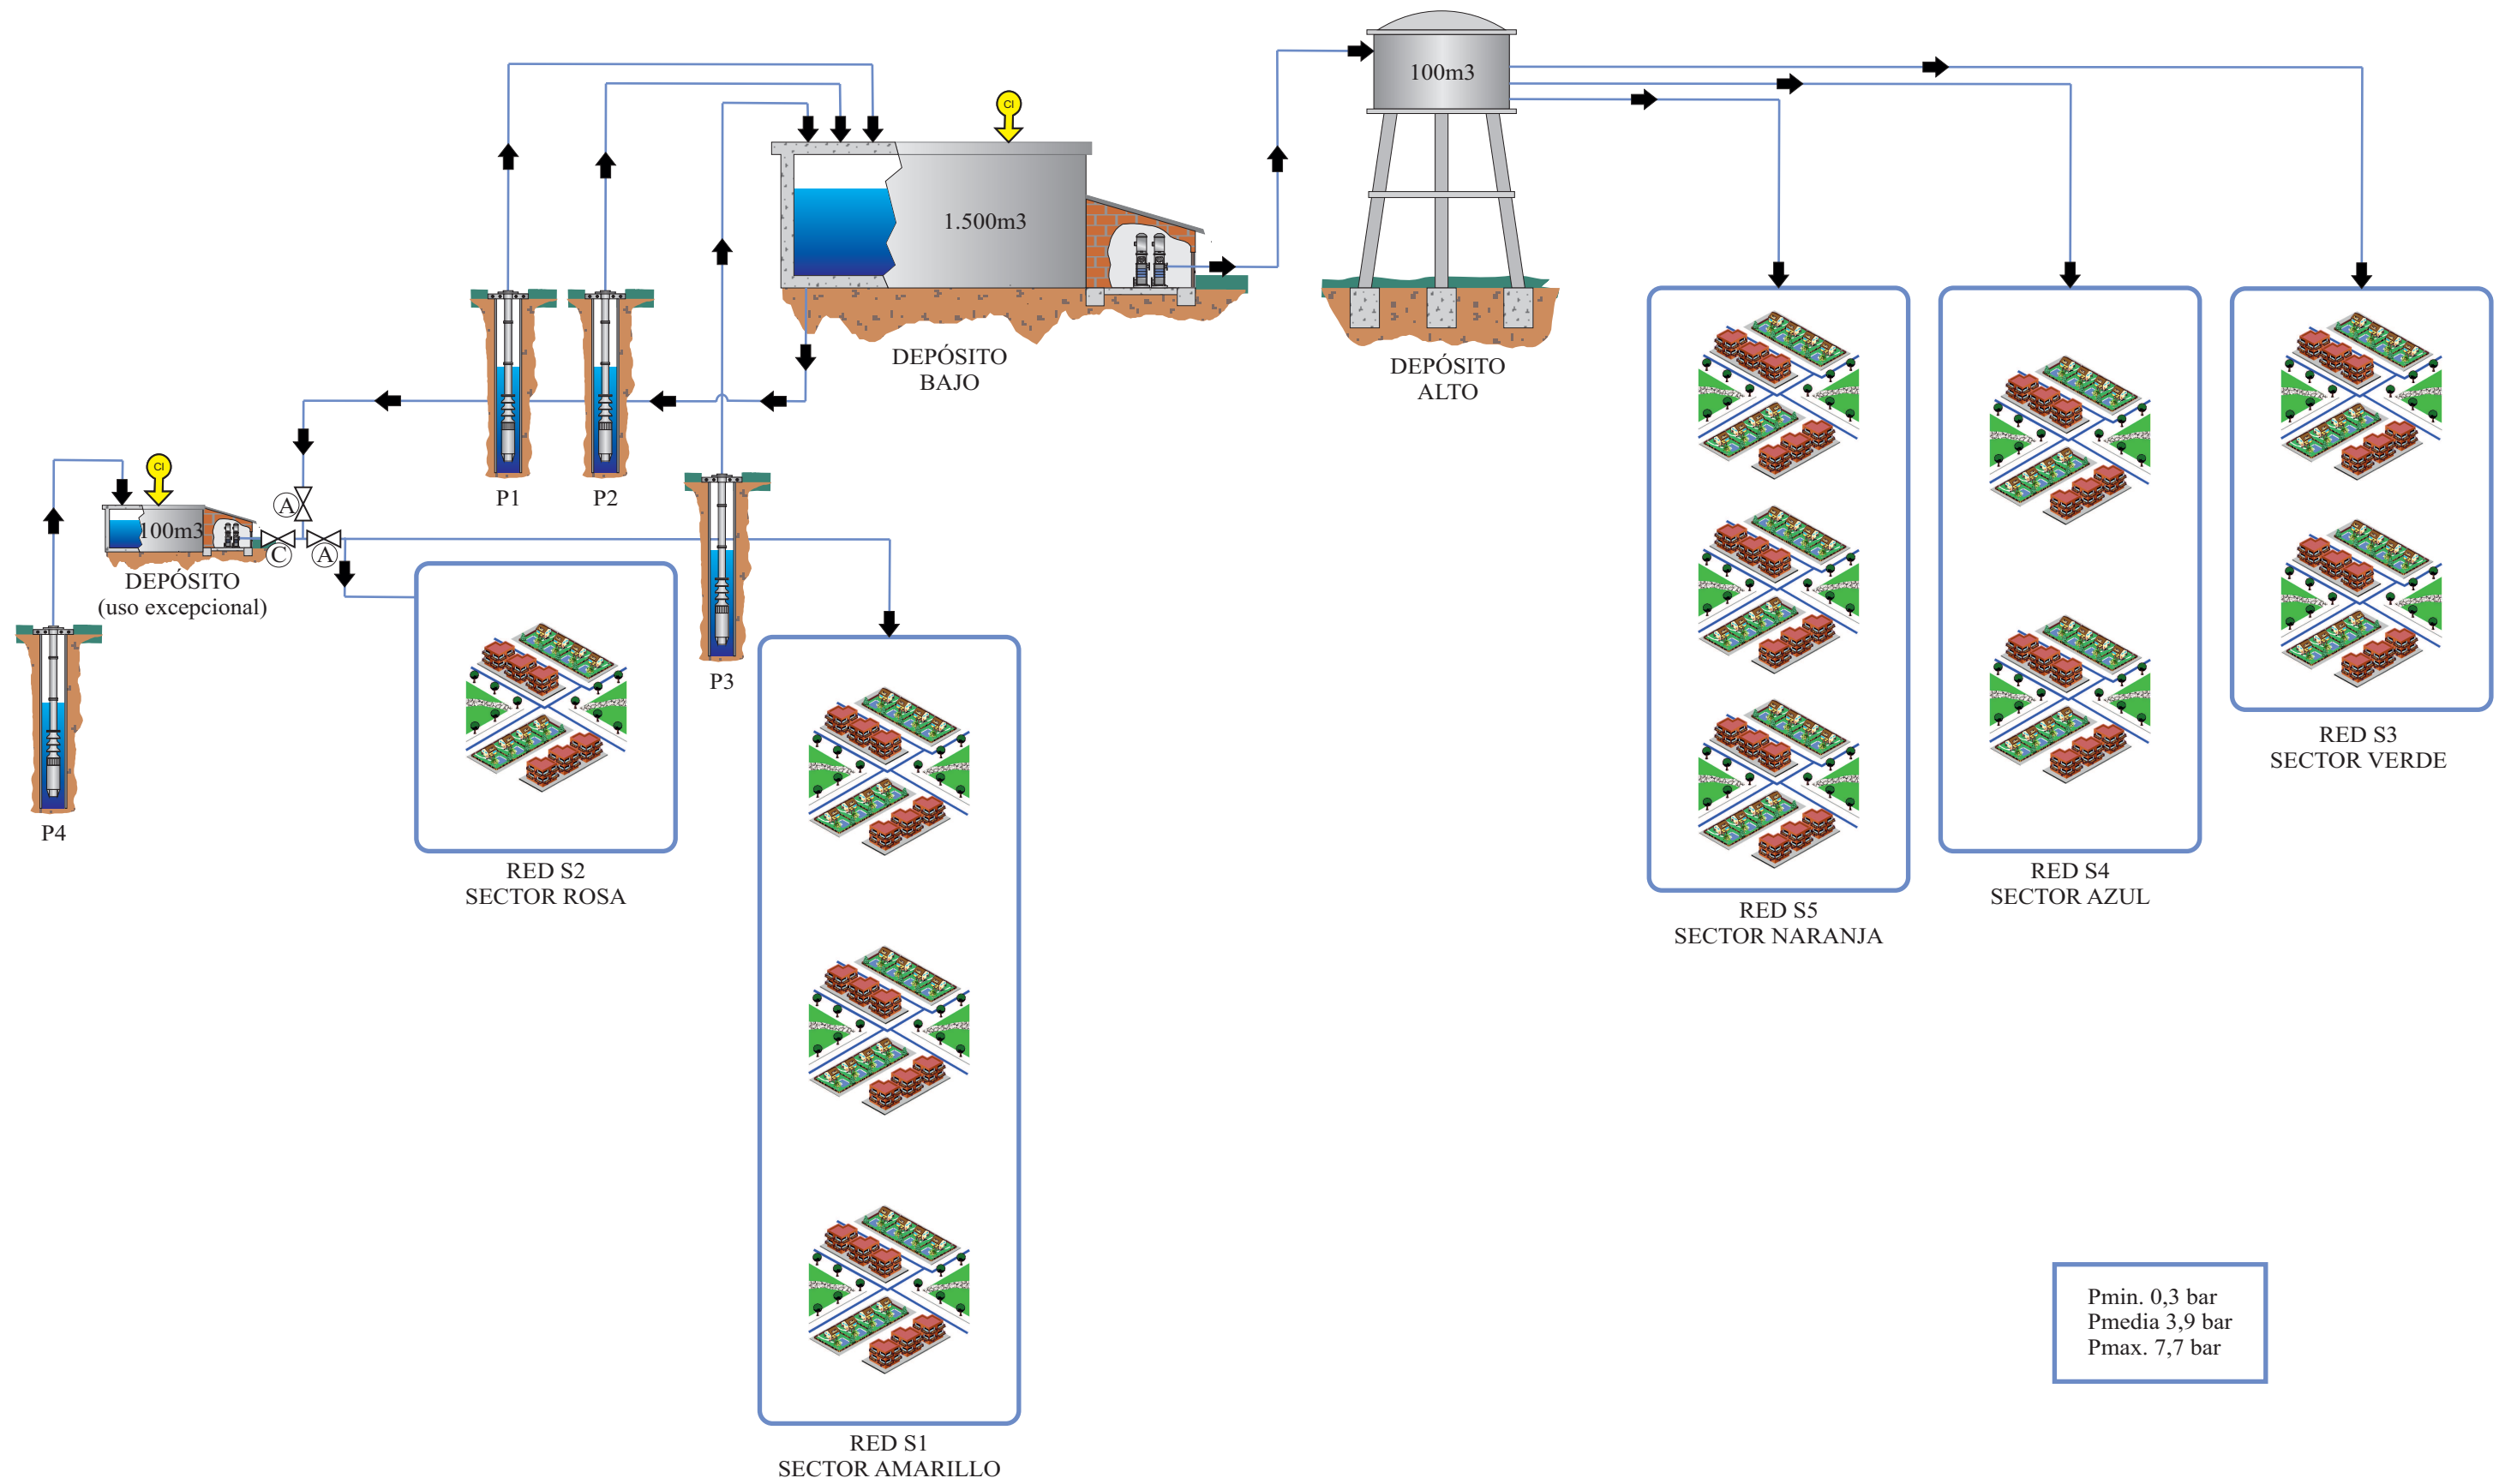 100m3
Cl
1.500m3
DEPÓSITO
BAJO
DEPÓSITO
ALTO
P1
P2
Cl
A
100m3
C
A
DEPÓSITO
(uso excepcional)
P3
P4
RED S2
SECTOR ROSA
RED S3
SECTOR VERDE
RED S4
SECTOR AZUL
RED S5
SECTOR NARANJA
Pmin. 0,3 bar
Pmedia 3,9 bar
Pmax. 7,7 bar
RED S1
SECTOR AMARILLO